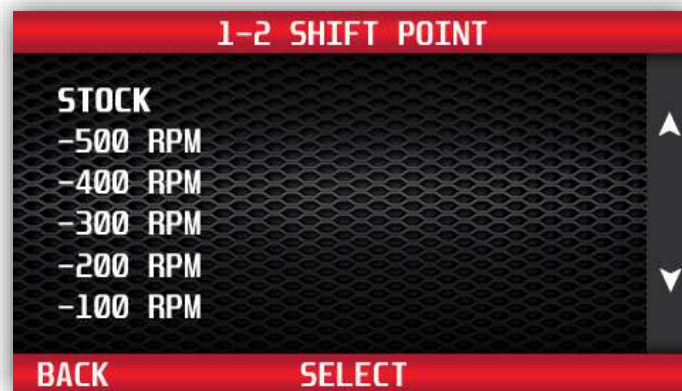 1-2 SHIFT POINT
STOCK
-500 RPM
-400 RPM
-300 RPM
-200 RPM
-100 RPM
BACK SELECT